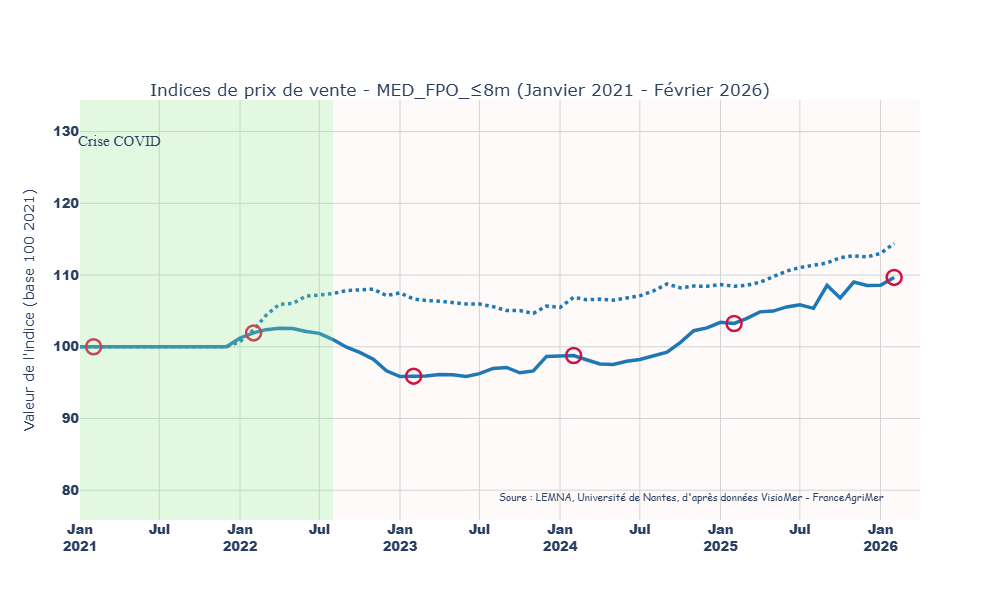 Indices de prix de vente - MED_FPO_≤8m (Janvier 2021 - Février 2026)
130
Crise COVID
120
110
100
90
80
Valeur de l'indice (base 100 2021)
Soure : LEMNA, Université de Nantes, d'après données VisioMer - FranceAgriMer
Jan Jul Jan Jul Jan Jul Jan Jul Jan Jul Jan
2021 2022 2023 2024 2025 2026